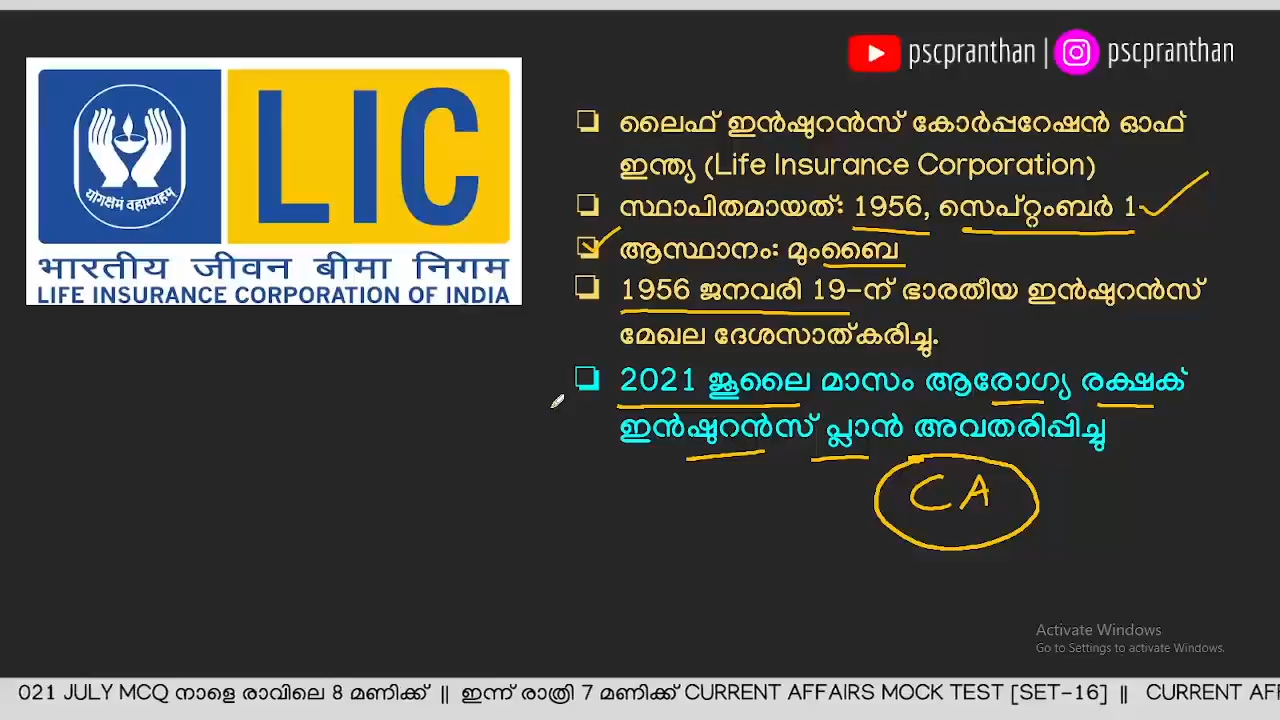 pscpranthan | pscpranthan
LIC
योगक्षेमं वहाम्यहम्
भारतीय जीवन बीमा निगम
LIFE INSURANCE CORPORATION OF INDIA
ലൈഫ് ഇൻഷുറൻസ് കോർപ്പറേഷൻ ഓഫ്
ഇന്ത്യ (Life Insurance Corporation)
സ്ഥാപിതമായത്: 1956, സെപ്റ്റംബർ 1
ആസ്ഥാനം: മുംബൈ
1956 ജനവരി 19-ന് ഭാരതീയ ഇൻഷുറൻസ്
മേഖല ദേശസാത്കരിച്ചു.
2021 ജൂലൈ മാസം ആരോഗ്യ രക്ഷക്
ഇൻഷുറൻസ് പ്ലാൻ അവതരിപ്പിച്ചു
CA
Activate Windows
Go to Settings to activate Windows.
021 JULY MCQ നാളെ രാവിലെ 8 മണിക്ക് || ഇന്ന് രാത്രി 7 മണിക്ക് CURRENT AFFAIRS MOCK TEST [SET-16] || CURRENT AFF